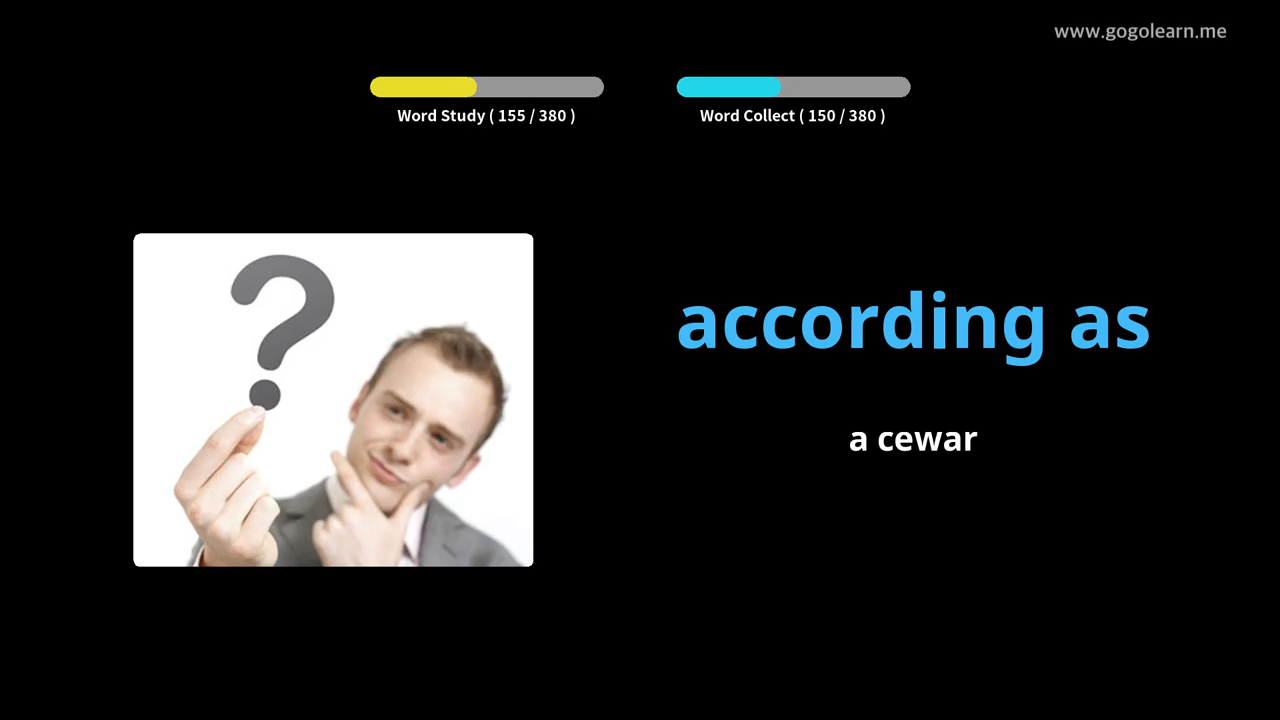 www.gogolearn.me
Word Study ( 155 / 380 )
Word Collect ( 150 / 380 )
according as
a cewar